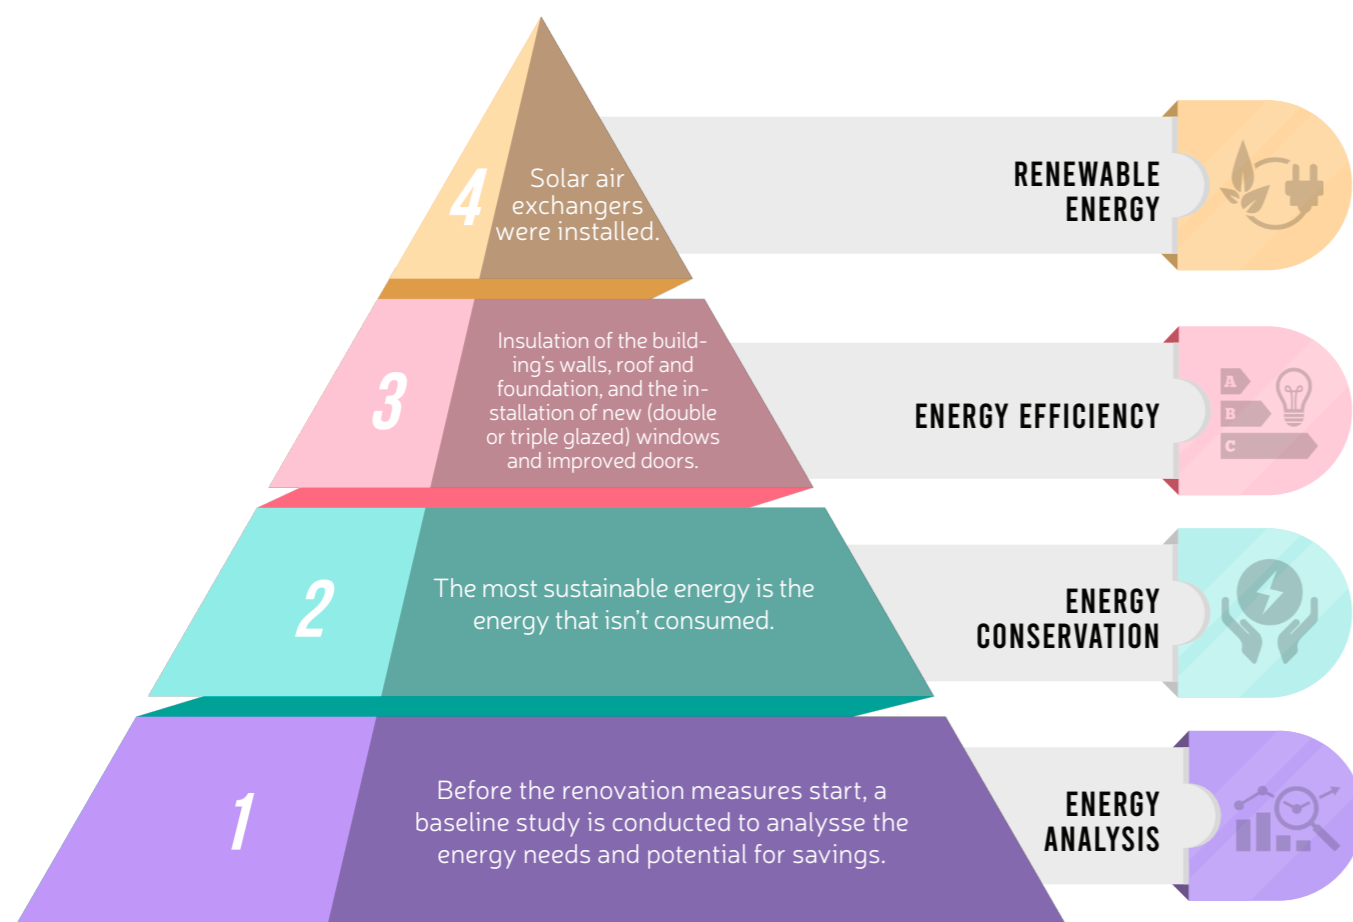 4
Solar air
exchangers
were installed.
RENEWABLE
ENERGY
3
Insulation of the build-
ing's walls, roof and
foundation, and the in-
stallation of new (double
or triple glazed) windows
and improved doors.
ENERGY EFFICIENCY
A
B
C
2
The most sustainable energy is the
energy that isn't consumed.
ENERGY
CONSERVATION
1
Before the renovation measures start, a
baseline study is conducted to analysse the
energy needs and potential for savings.
ENERGY
ANALYSIS